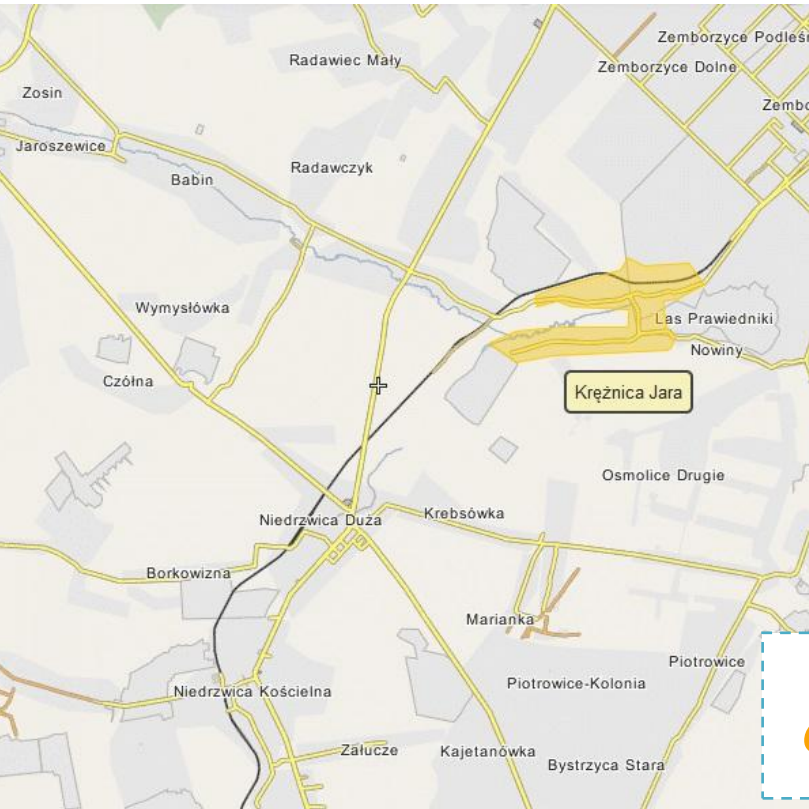 Zemborzyce Podleś
Radawiec Mały
Zemborzyce Dolne
Zosin
Zembo
Jaroszewice
Radawczyk
Babin
Wymysłówka
Las Prawiedniki
Nowiny
Czółna
Krężnica Jara
Osmolice Drugie
Krebsówka
Niedrzwica Duża
Borkowizna
Marianka
Piotrowice
Piotrowice-Kolonia
Niedrzwica Kościelna
Załucze
Kajetanówka
Bystrzyca Stara